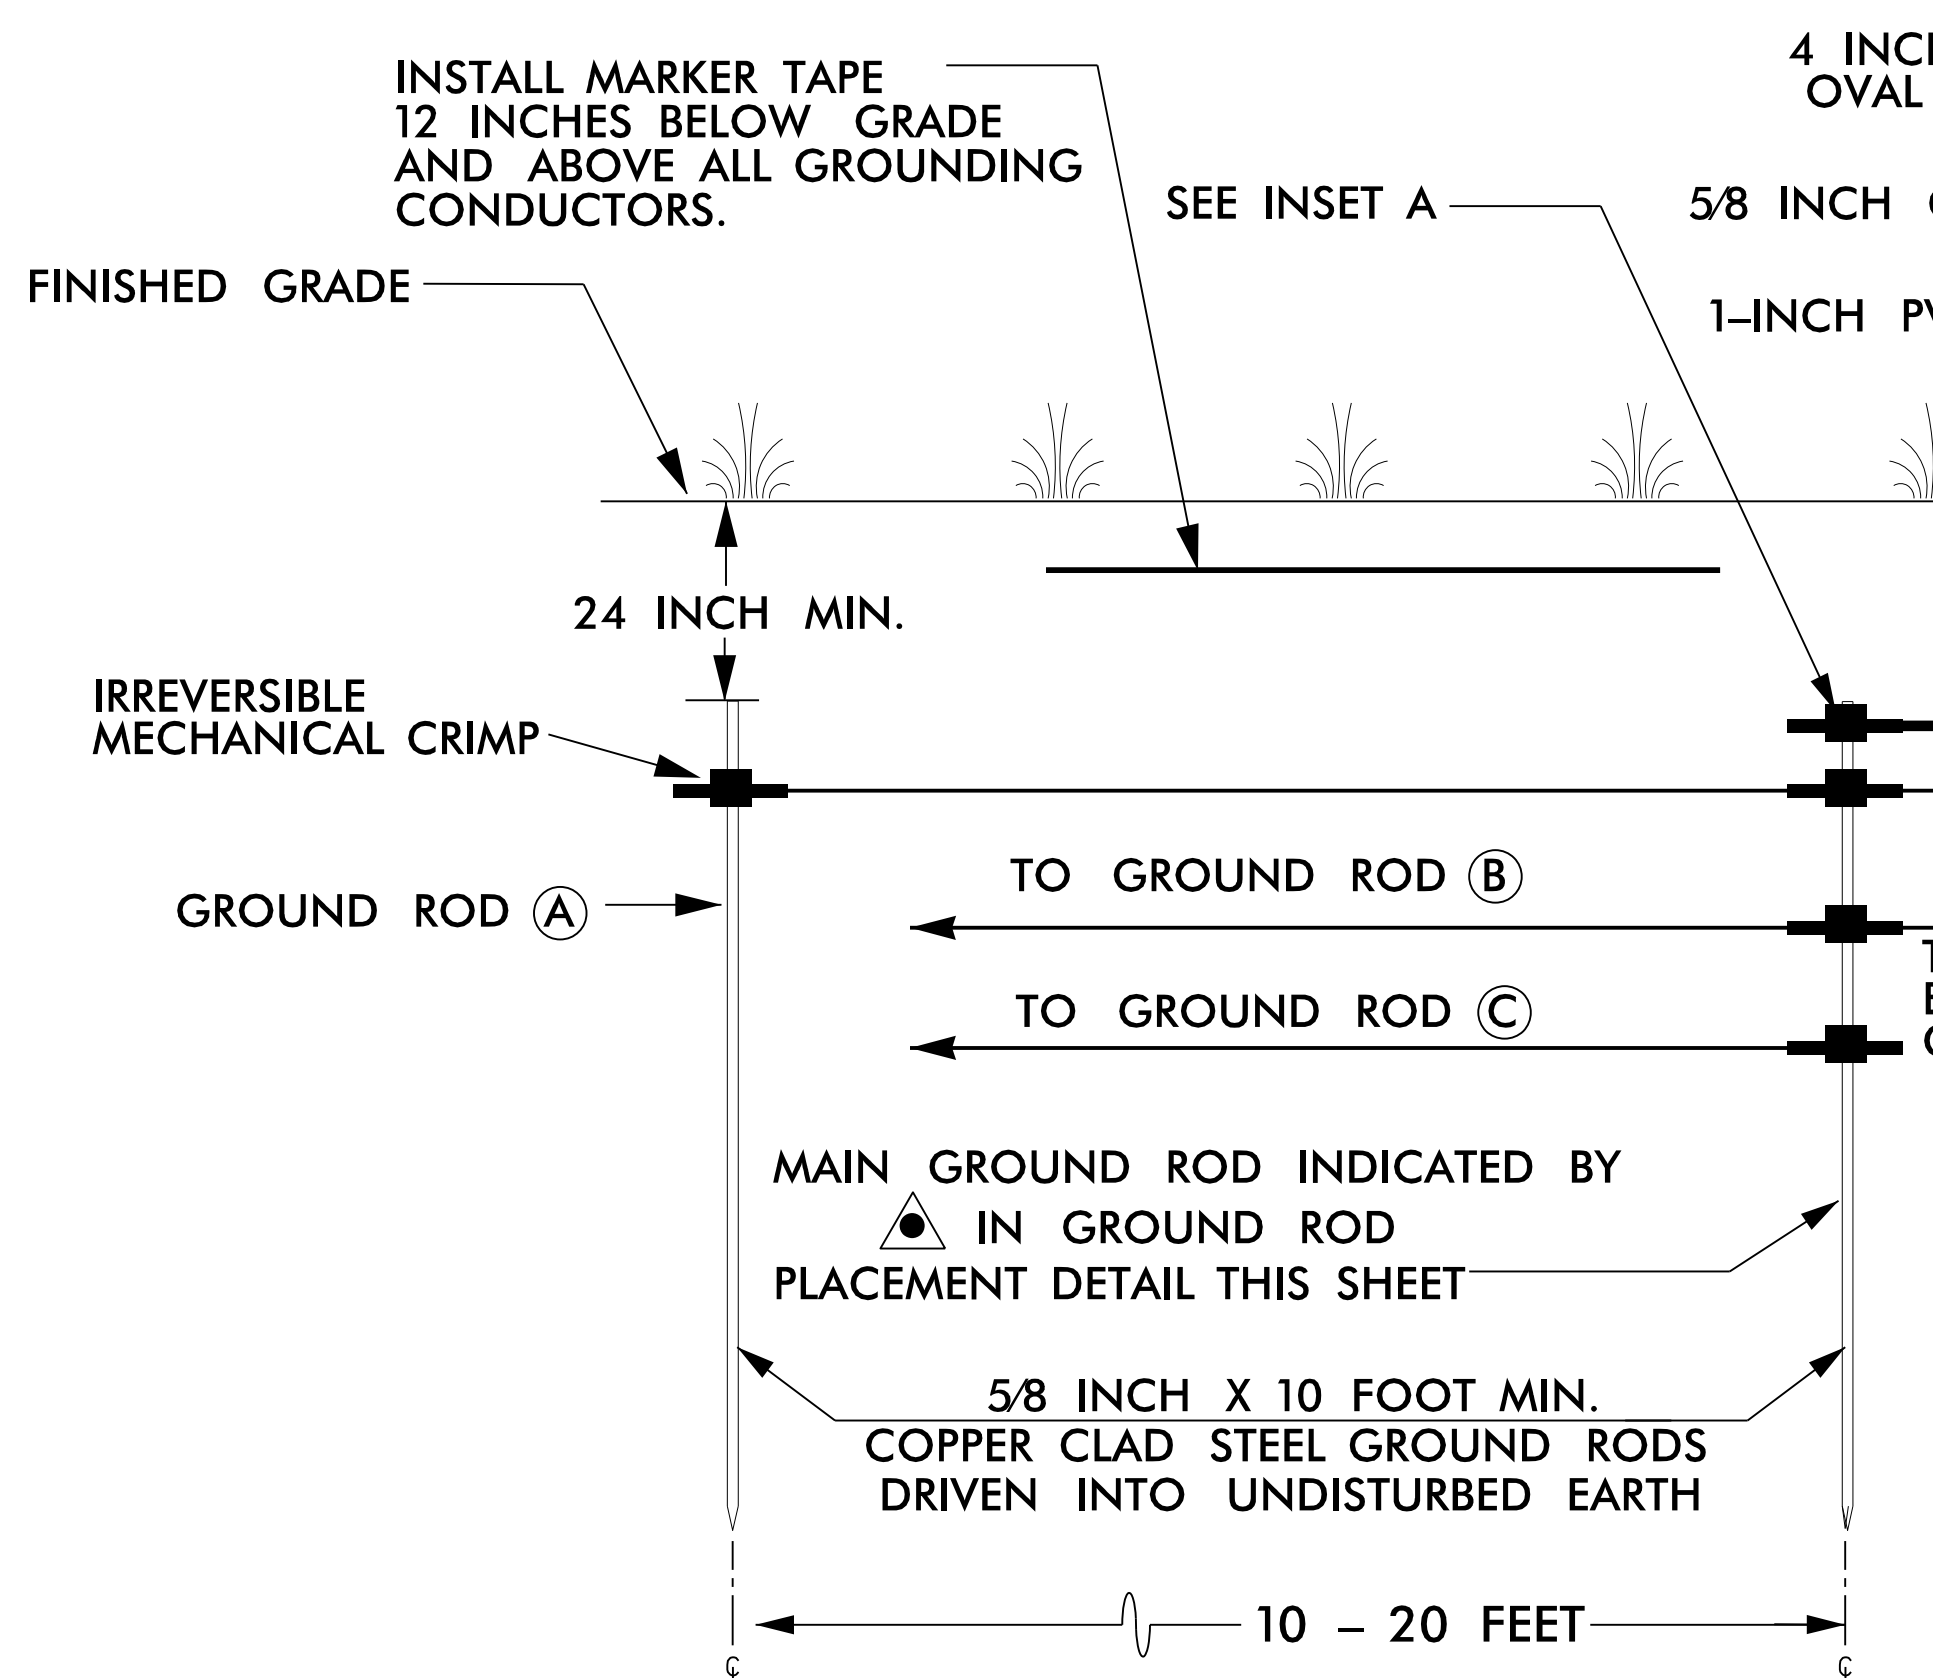 INSTALL MARKER TAPE
12 INCHES BELOW GRADE
AND ABOVE ALL GROUNDING
CONDUCTORS.
4 INCH
OVAL
SEE INSET A
5/8 INCH
FINISHED GRADE
1-INCH
24 INCH MIN.
IRREVERSIBLE
MECHANICAL CRIMP
TO GROUND ROD B
GROUND ROD A
TO GROUND ROD C
MAIN GROUND ROD INDICATED BY
IN GROUND ROD
PLACEMENT DETAIL THIS SHEET
5/8 INCH X 10 FOOT MIN.
COPPER CLAD STEEL GROUND RODS
DRIVEN INTO UNDISTURBED EARTH
10 – 20 FEET